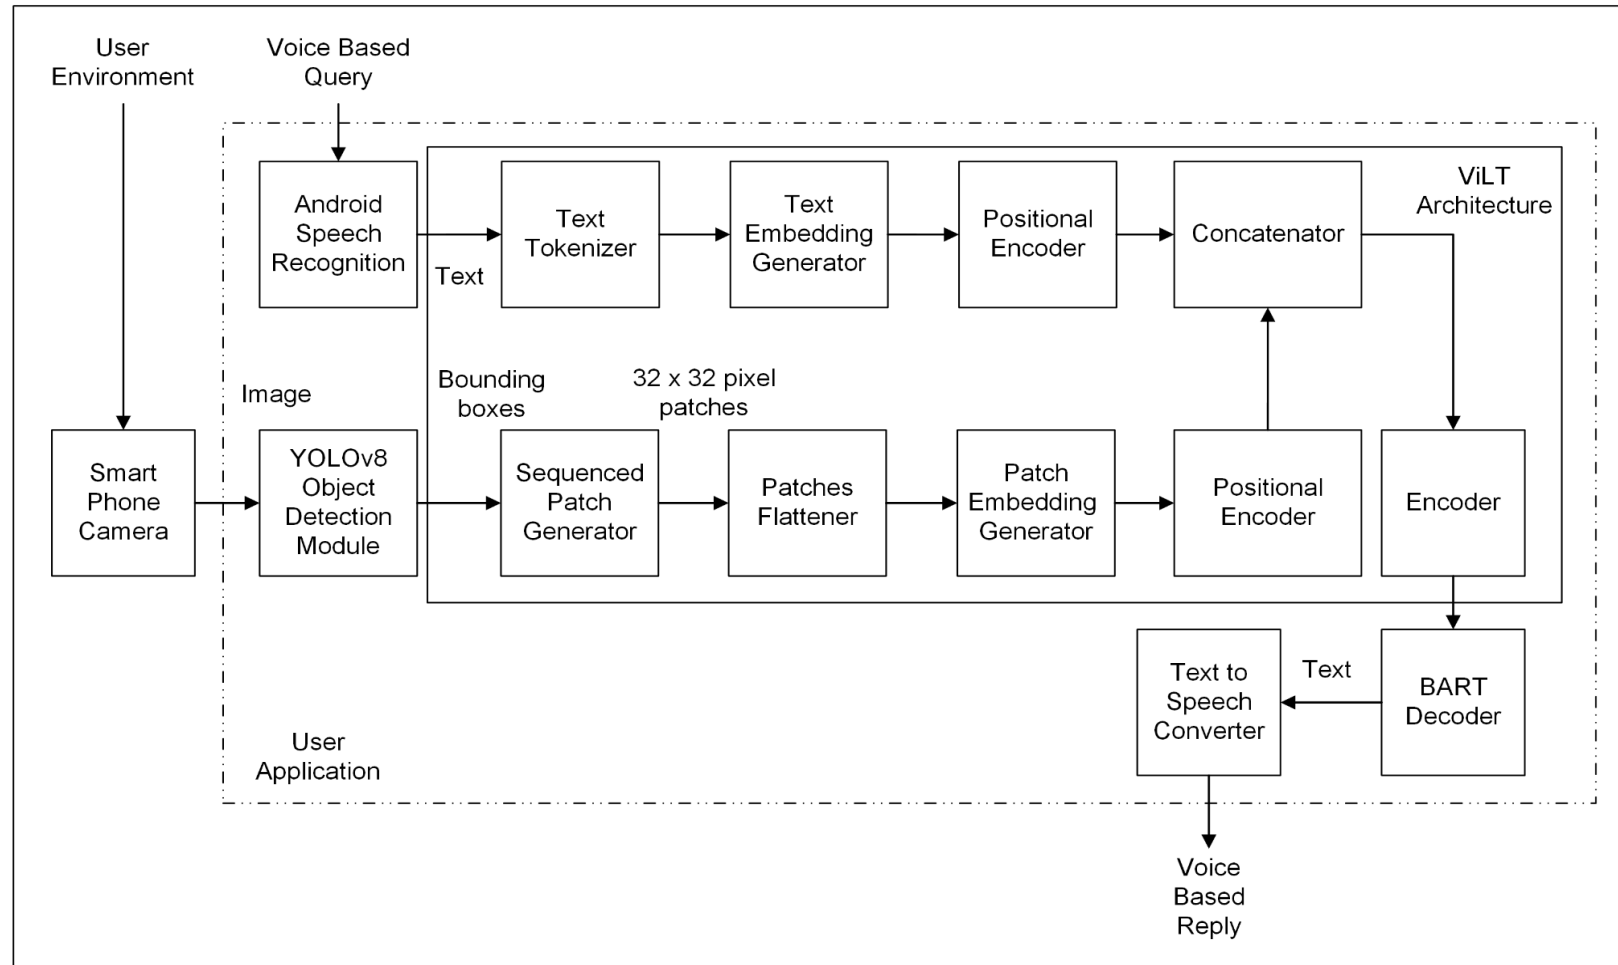 User
Environment
Voice Based
Query
Android
Speech
Recognition
Text
Text
Tokenizer
Text
Embedding
Generator
Positional
Encoder
Concatenator
ViLT
Architecture
Image
Bounding
boxes
32 x 32 pixel
patches
Smart
Phone
Camera
YOLOv8
Object
Detection
Module
Sequenced
Patch
Generator
Patches
Flattener
Patch
Embedding
Generator
Positional
Encoder
Encoder
Text to
Speech
Converter
Text
BART
Decoder
User
Application
Voice
Based
Reply